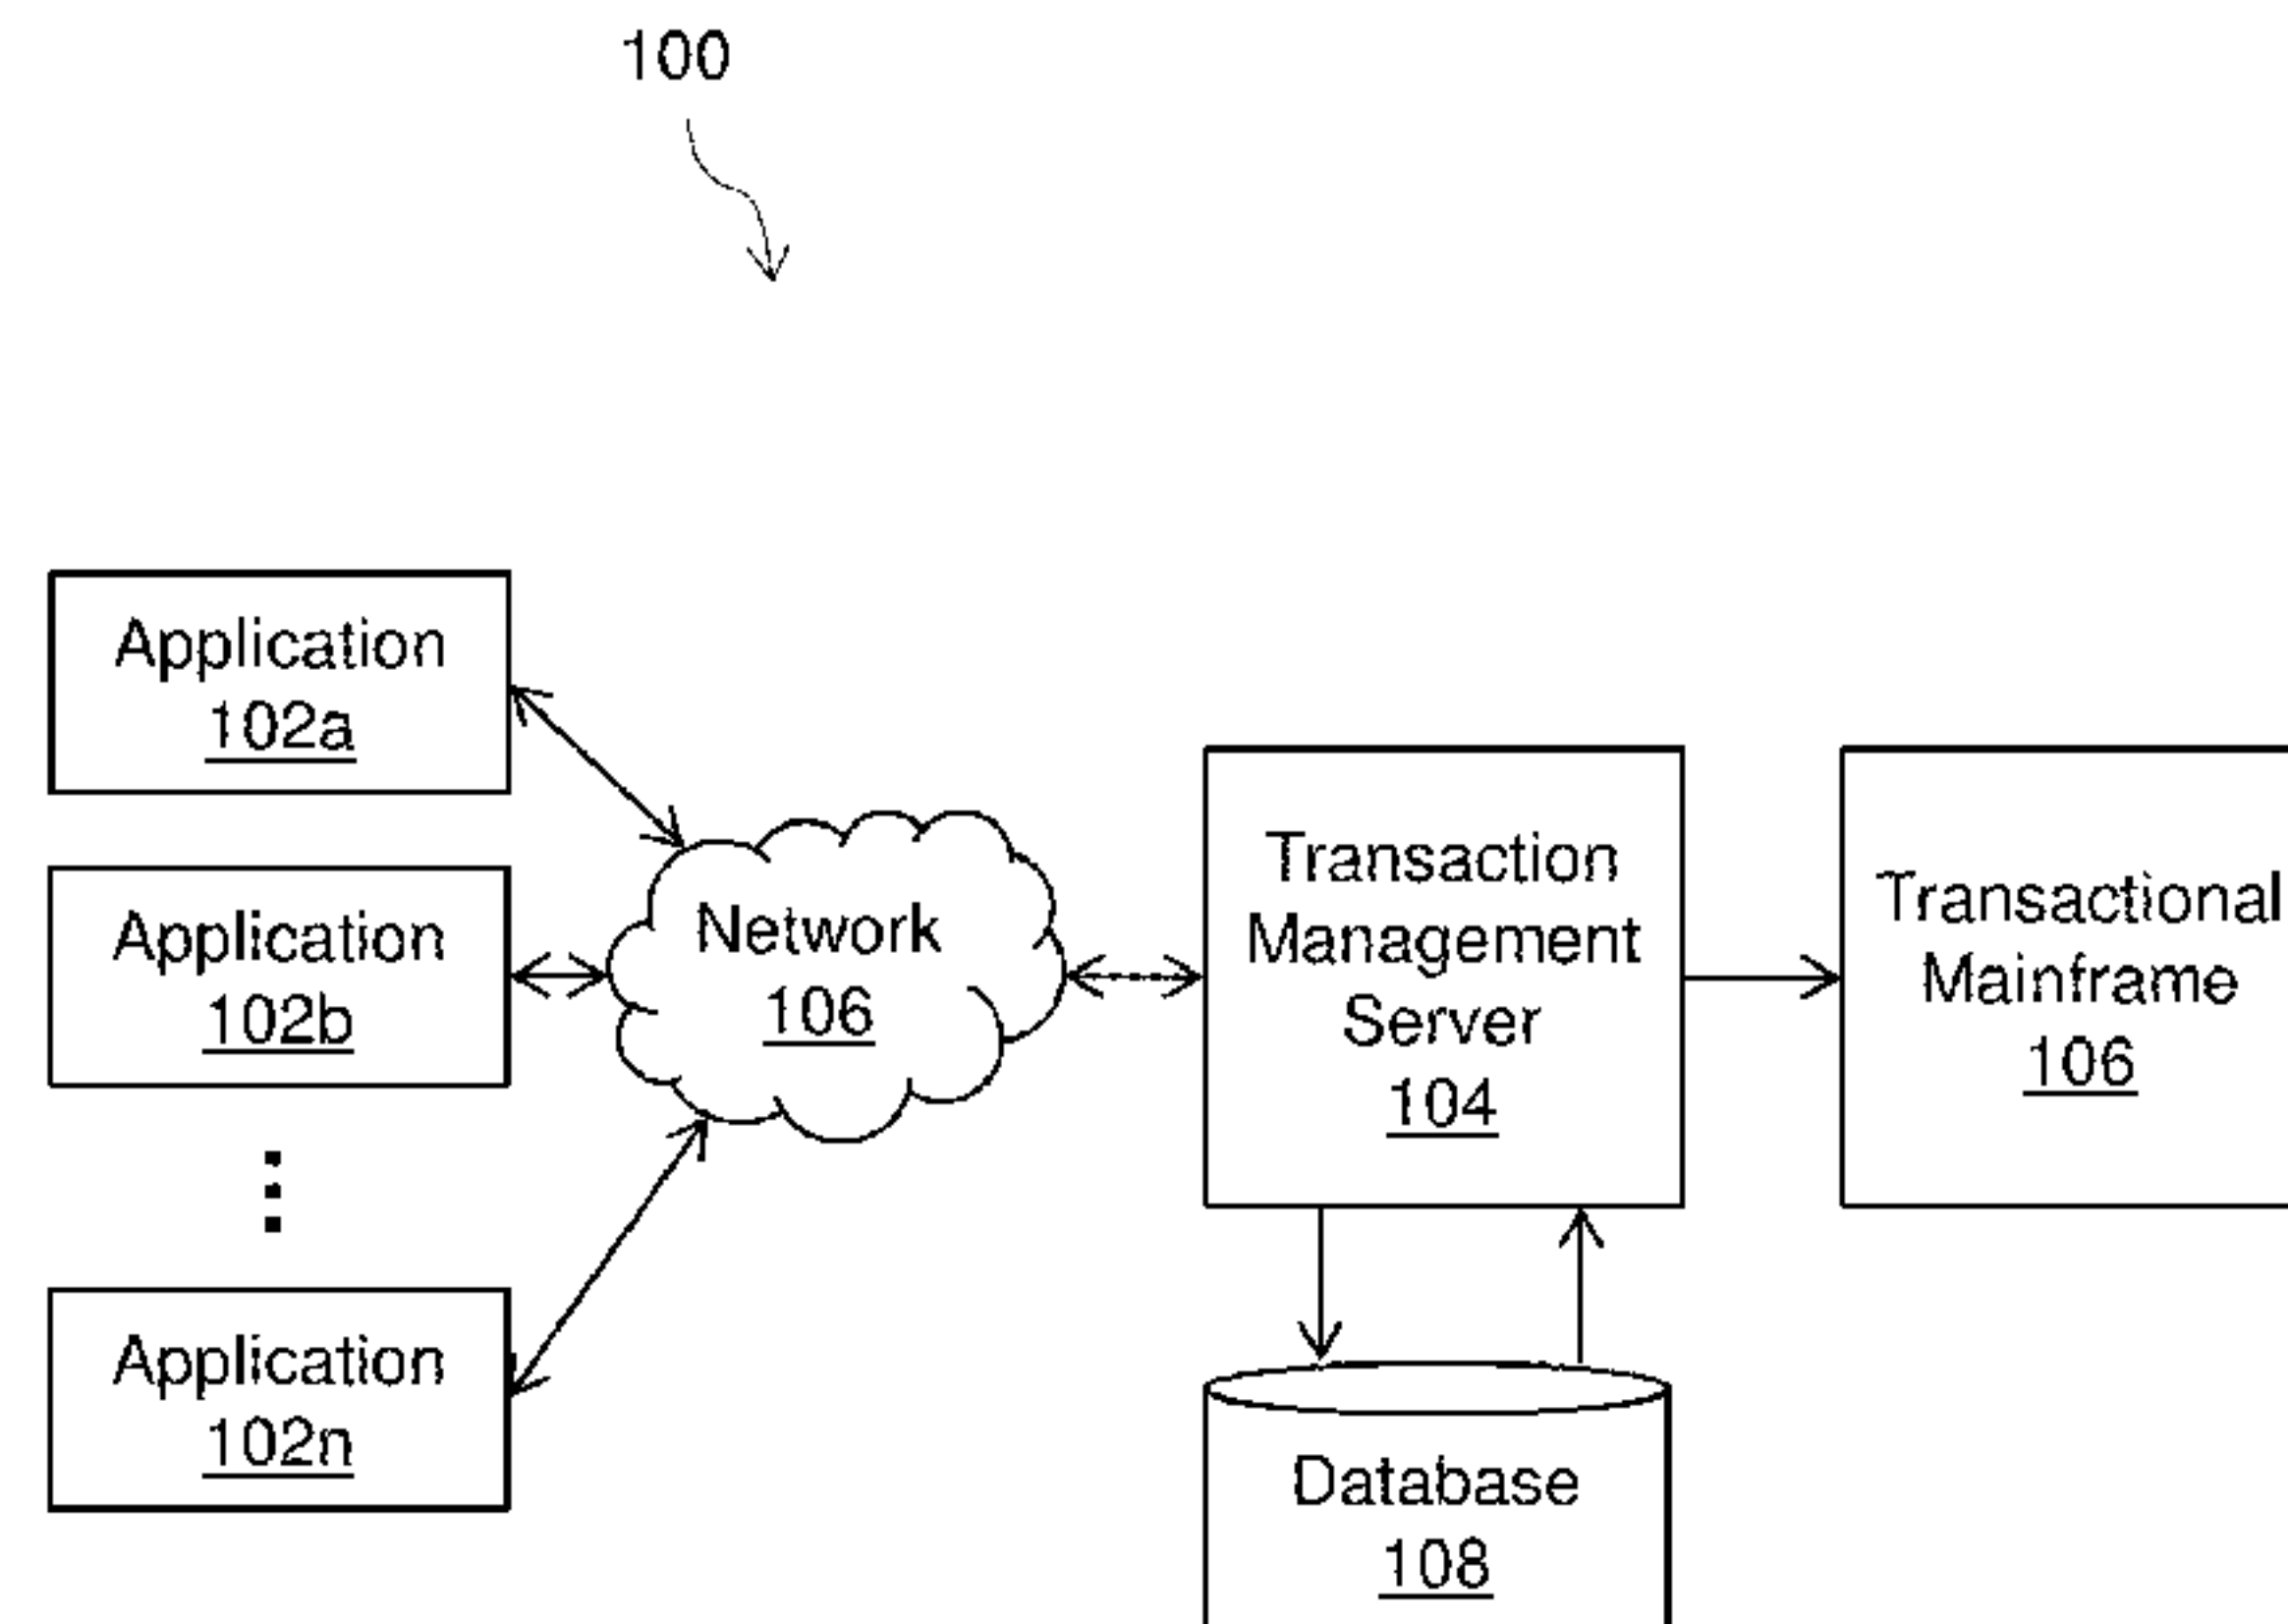 100
Application
102a
Application
102b
Application
102n
Network
106
Transaction
Management
Server
104
Transactional
Mainframe
106
Database
108